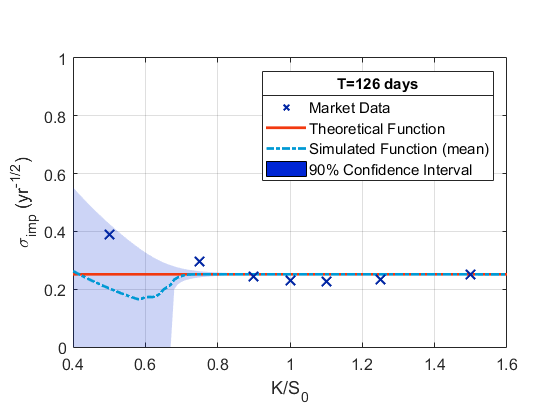 T=126 days
Market Data
Theoretical Function
Simulated Function (mean)
90% Confidence Interval
σimp (yr-1/2)
1
0.8
0.6
0.4
0.2
0
0.4 0.6 0.8 1 1.2 1.4 1.6
K/S0